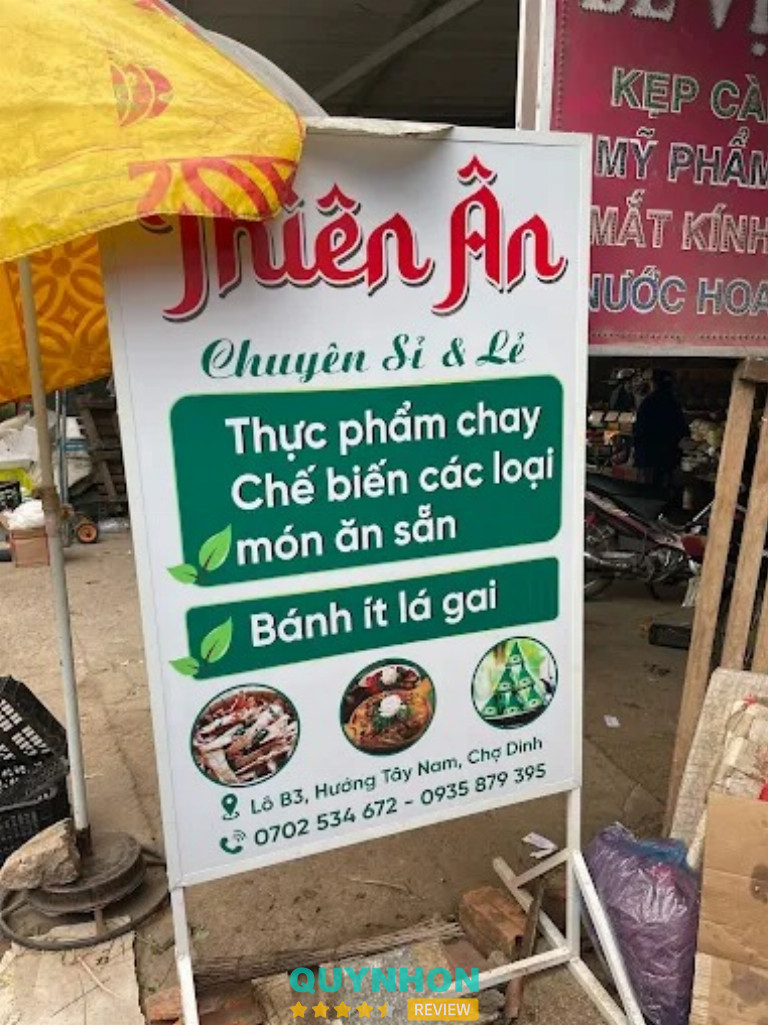 Thiên Ân
Chuyên Sỉ & Lẻ
Thực phẩm chay
Chế biến các loại
món ăn sẵn
Bánh ít lá gai
Lô B3, Hướng Tây Nam, Chợ Dinh
0702 534 672 - 0935 879 395
KẸP
MỸ PHẨM
MẮT KÍNH
NƯỚC HOA
QUYNHON
REVIEW